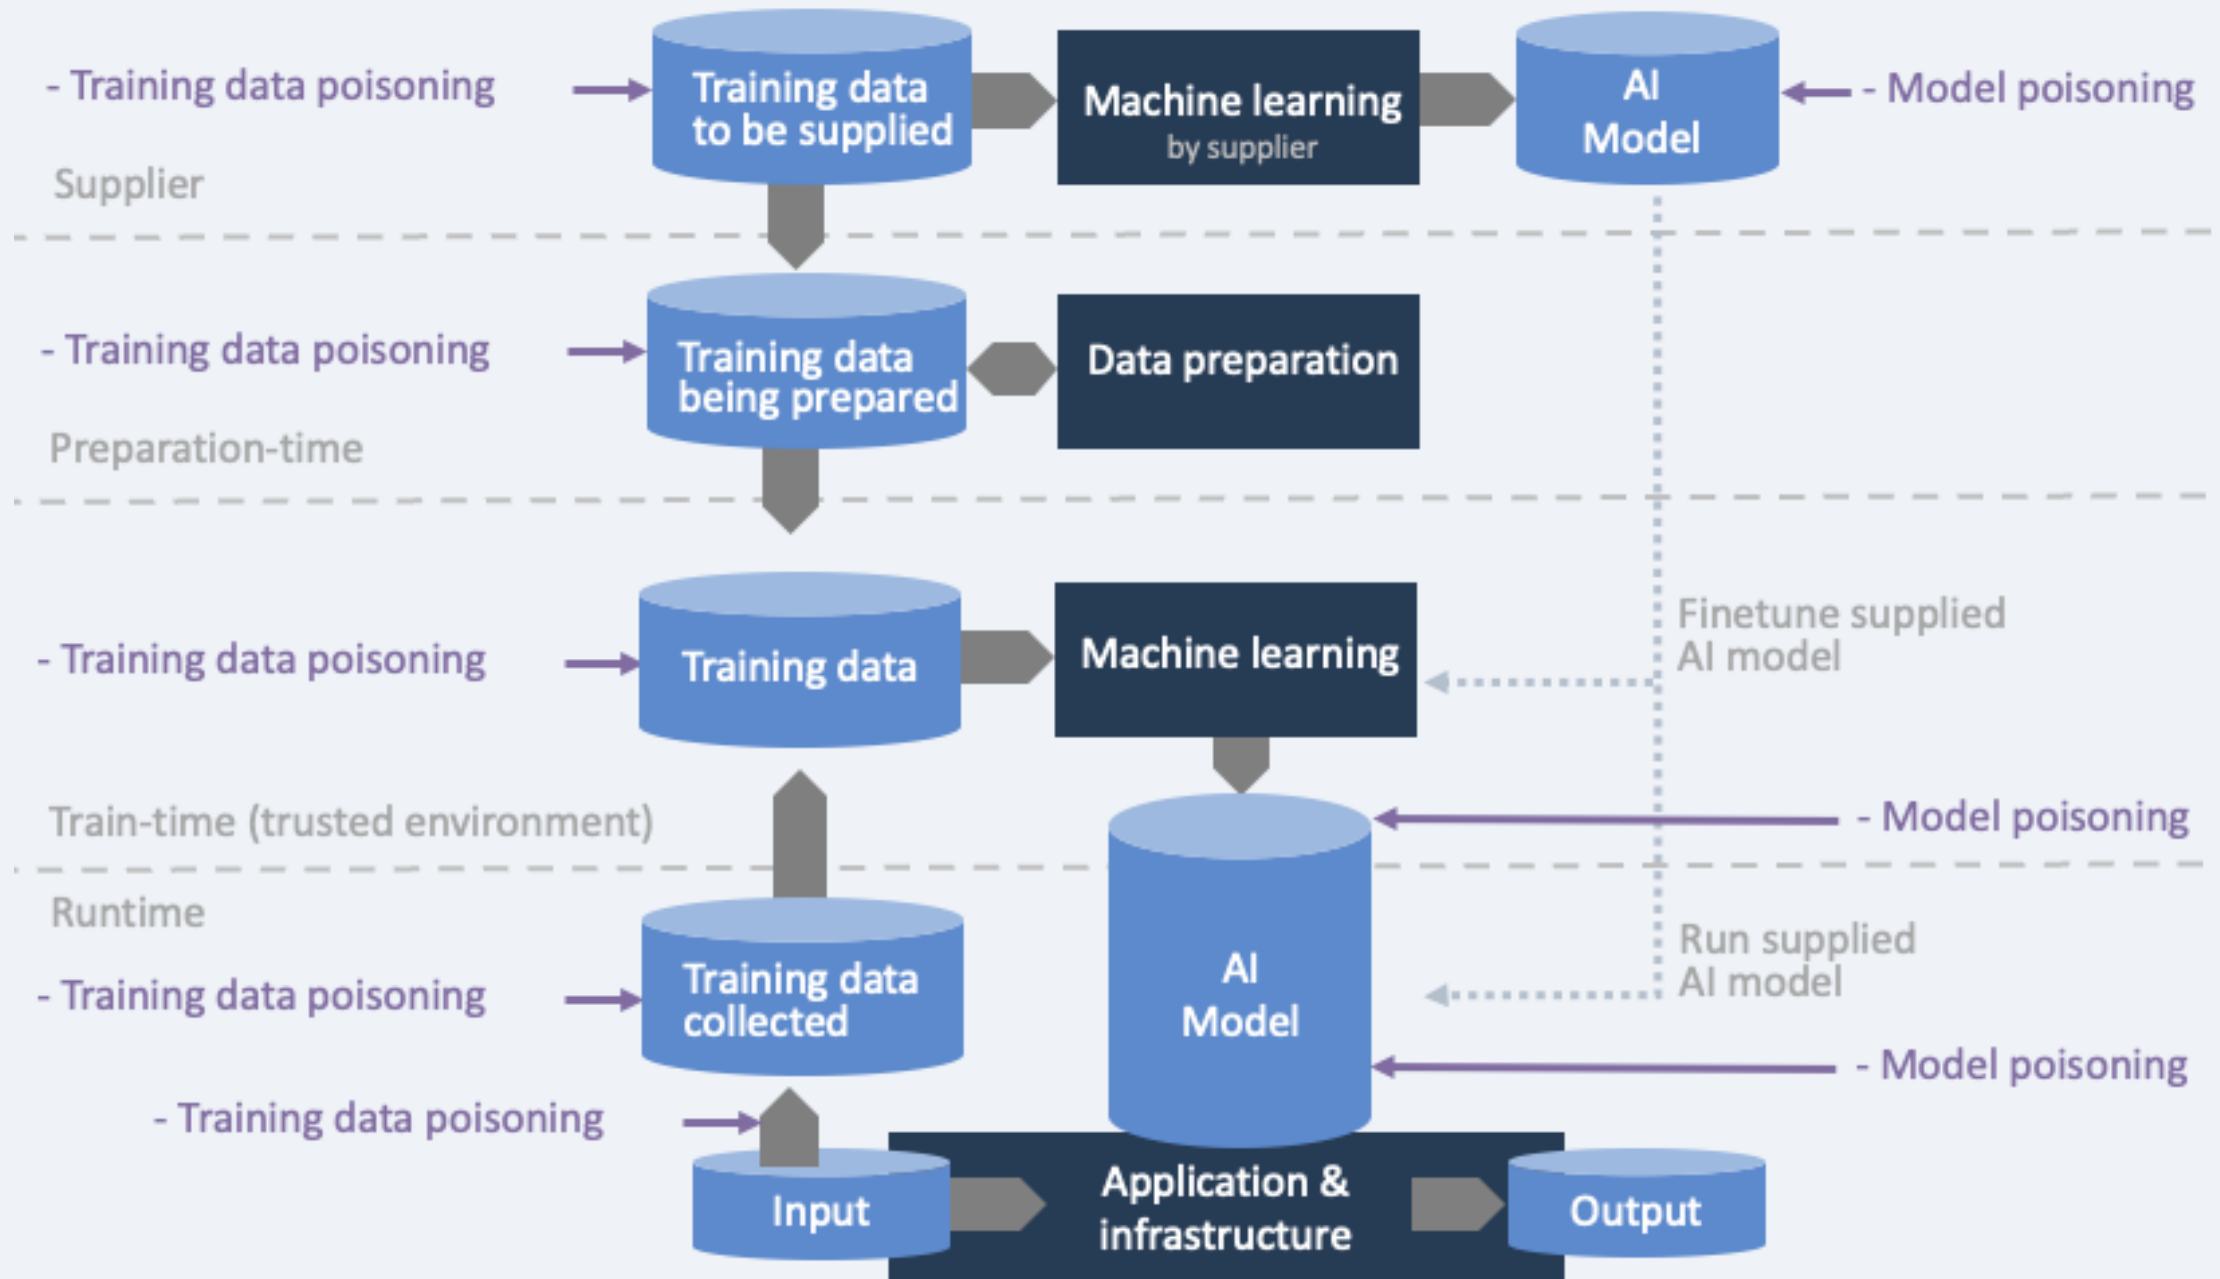 - Training data poisoning
Training data
to be supplied
Machine learning
by supplier
AI
Model
- Model poisoning
Supplier
- Training data poisoning
Training data
being prepared
Data preparation
Preparation-time
- Training data poisoning
Training data
Machine learning
Finetune supplied
AI model
Train-time (trusted environment)
- Model poisoning
Runtime
- Training data poisoning
Training data
collected
AI
Model
Run supplied
AI model
- Model poisoning
- Training data poisoning
Input
Application &
infrastructure
Output